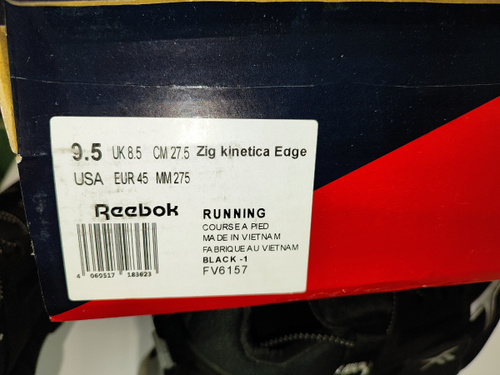 9.5 UK 8.5 CM 27.5 Zig kinetica Edge
USA EUR 45 MM 275
Reebok
RUNNING
COURSE A PIED
MADE IN VIETNAM
FABRIQUE AU VIETNAM
BLACK -1
FV6157
4 060517 183623